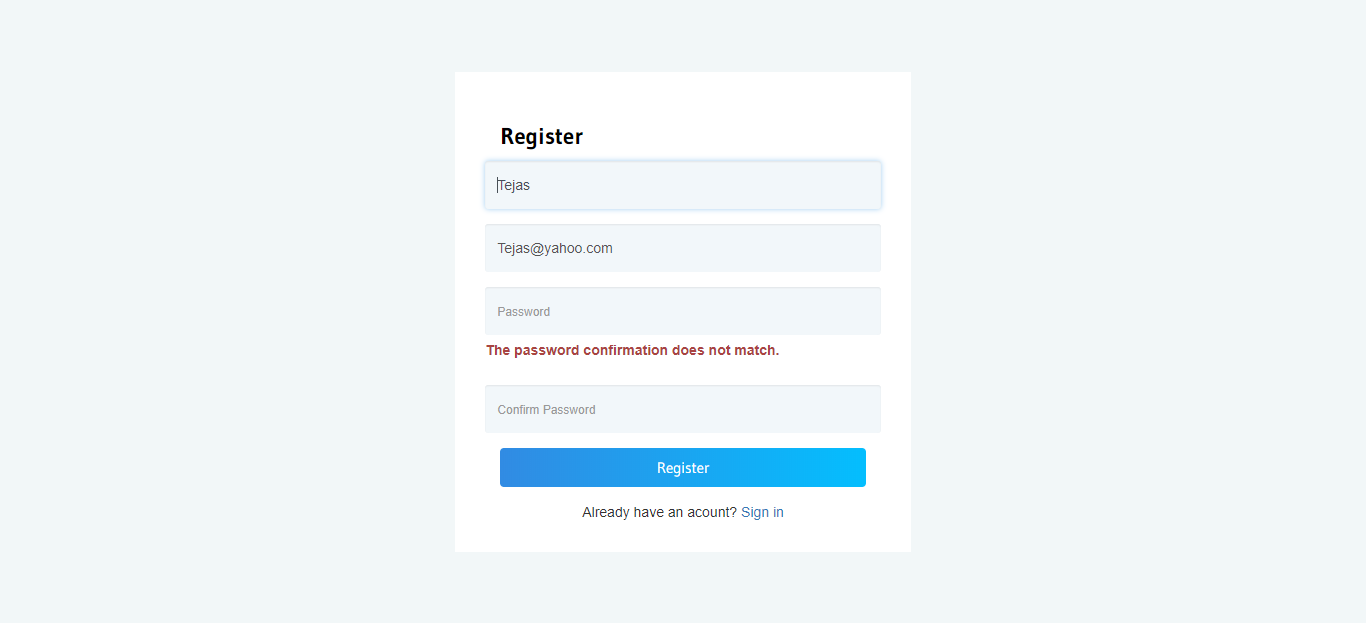 Register
Tejas
Tejas@yahoo.com
Password
The password confirmation does not match.
Confirm Password
Register
Already have an acount? Sign in